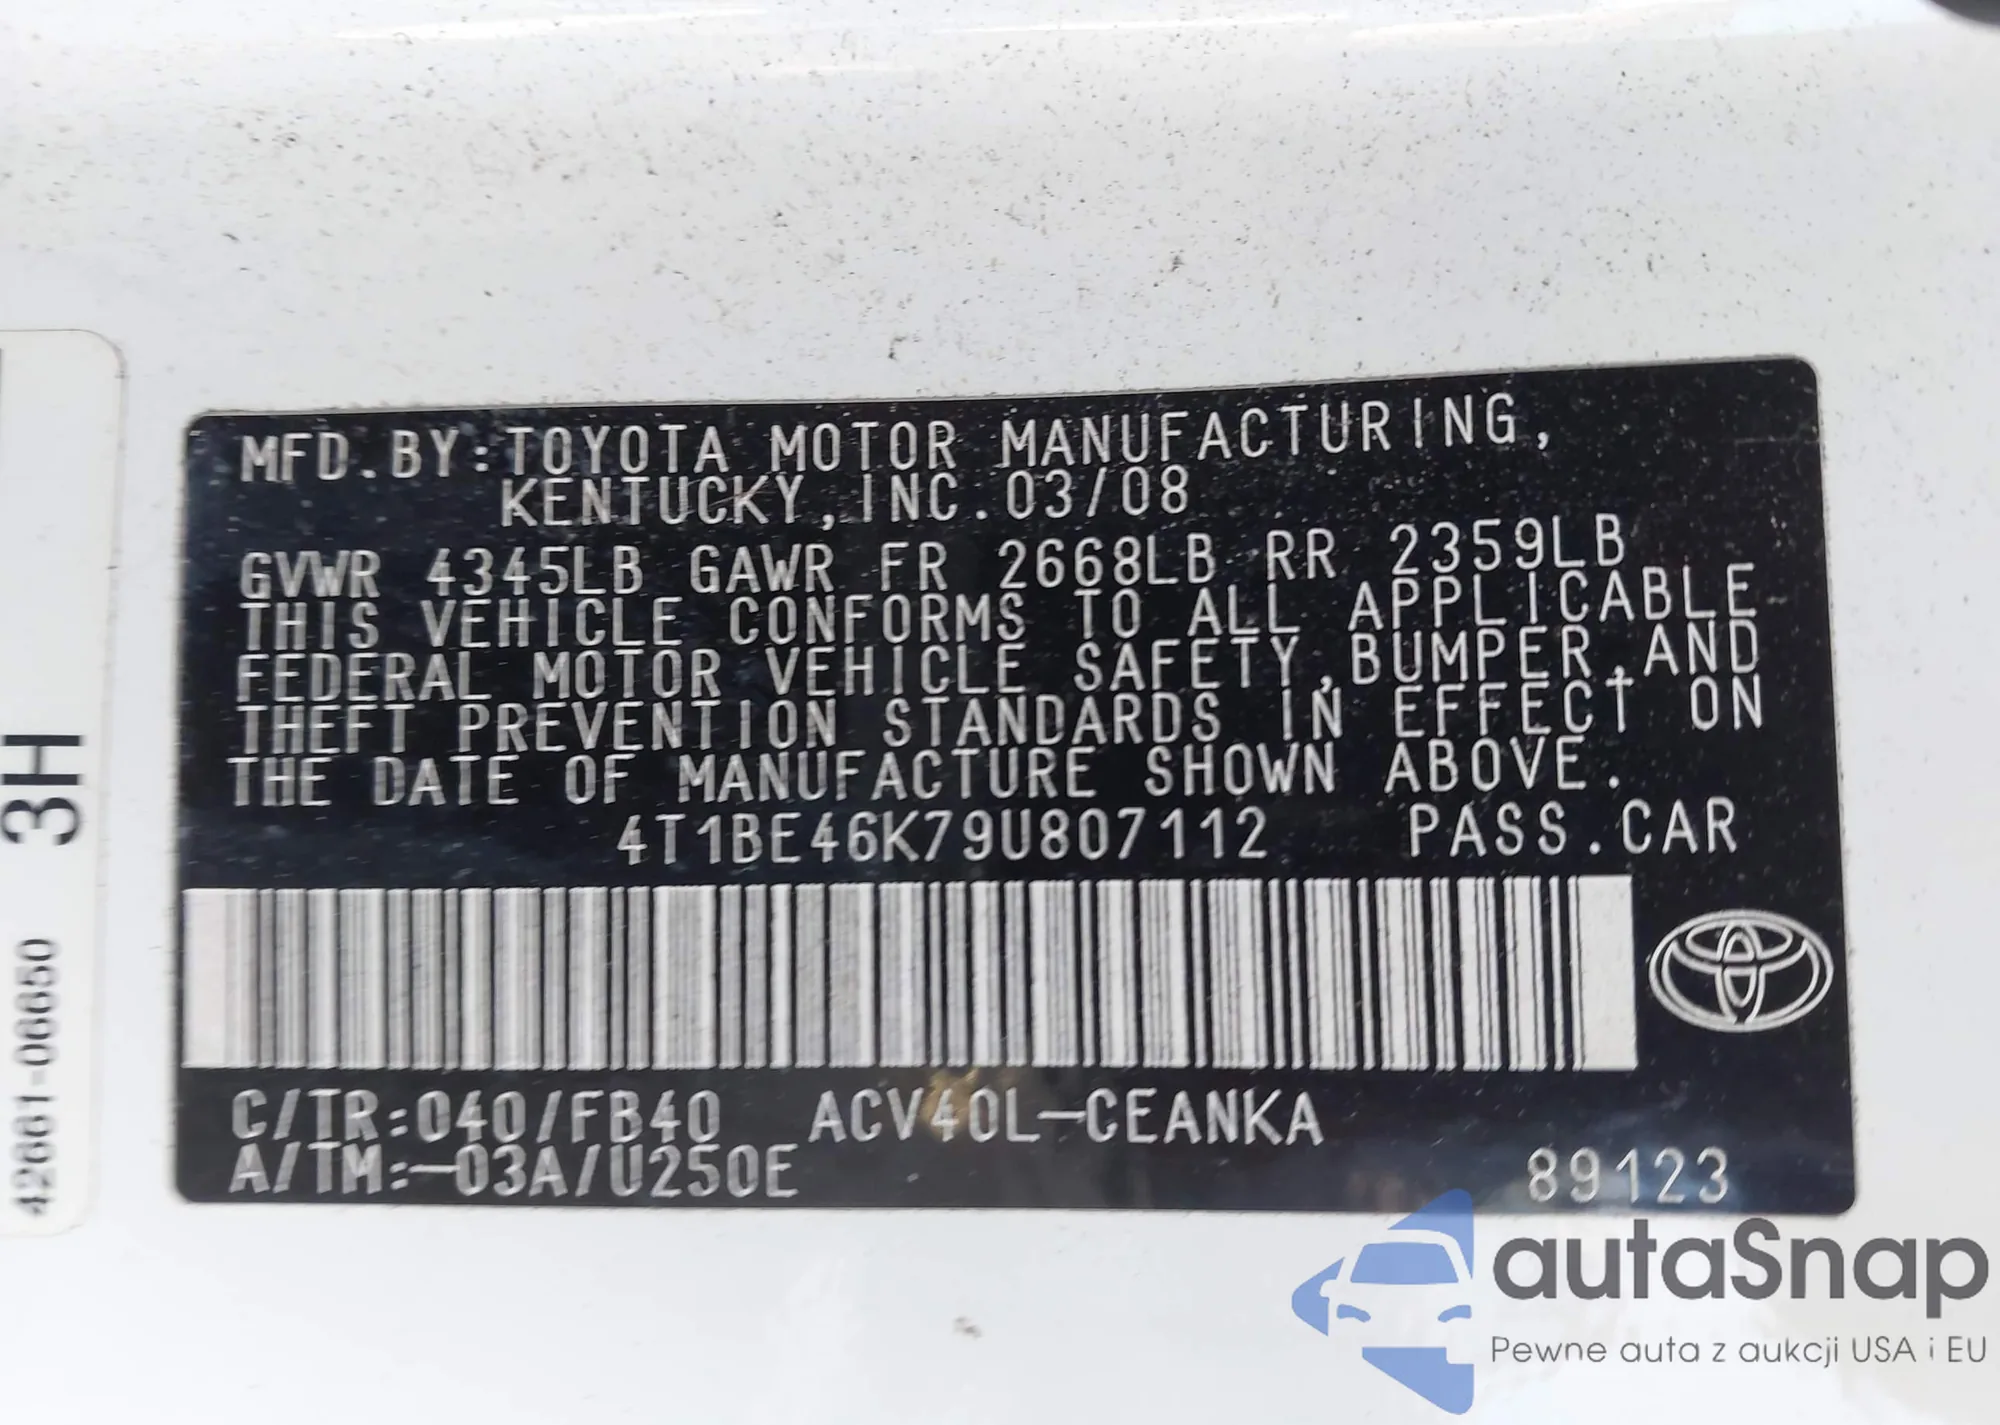 MFD.BY:TOYOTA MOTOR MANUFACTURING,
KENTUCKY,INC.03/08
GVWR 4345LB GAWR FR 2668LB RR 2359LB
THIS VEHICLE CONFORMS TO ALL APPLICABLE
FEDERAL MOTOR VEHICLE SAFETY,BUMPER,AND
THEFT PREVENTION STANDARDS IN EFFECT ON
THE DATE OF MANUFACTURE SHOWN ABOVE.
4T1BE46K79U807112 PASS.CAR
C/TR:040/FB40 ACV40L-CEANKA
A/TM:-03A/U250E
89123
3H
42661-06650
autaSnap
Pewne auta z aukcji USA i EU